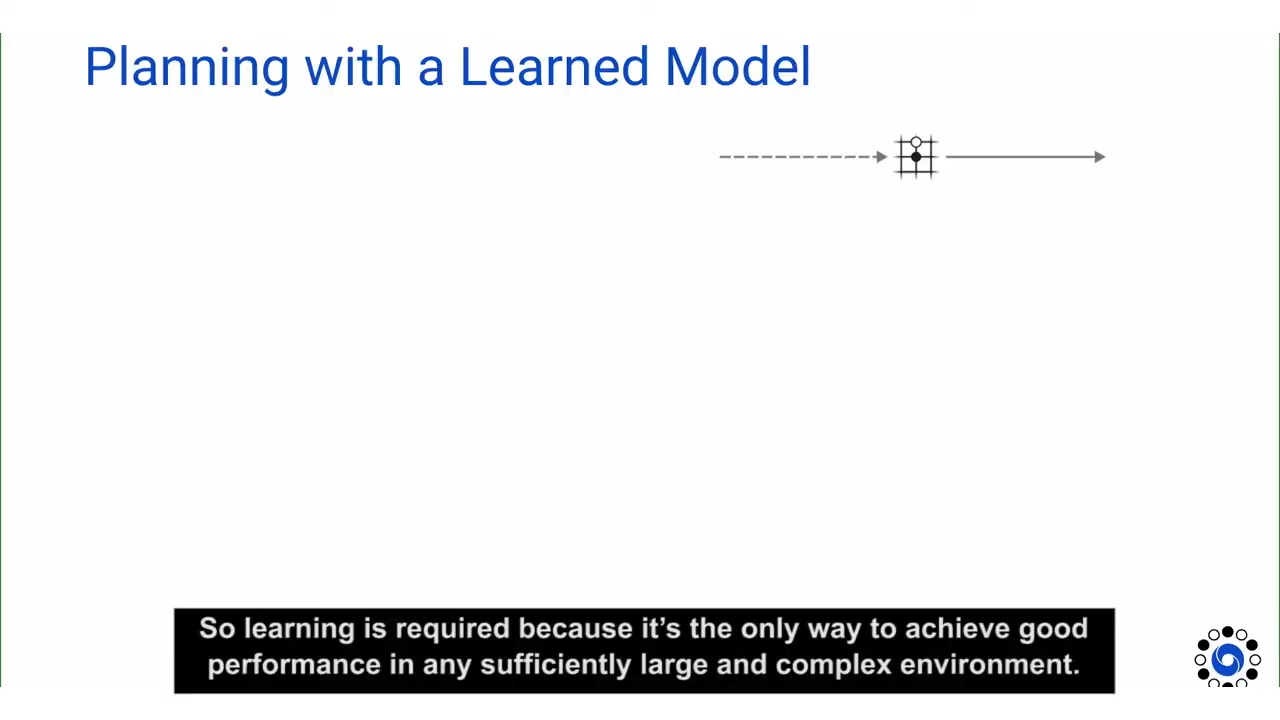 Planning with a Learned Model
So learning is required because it’s the only way to achieve good
performance in any sufficiently large and complex environment.